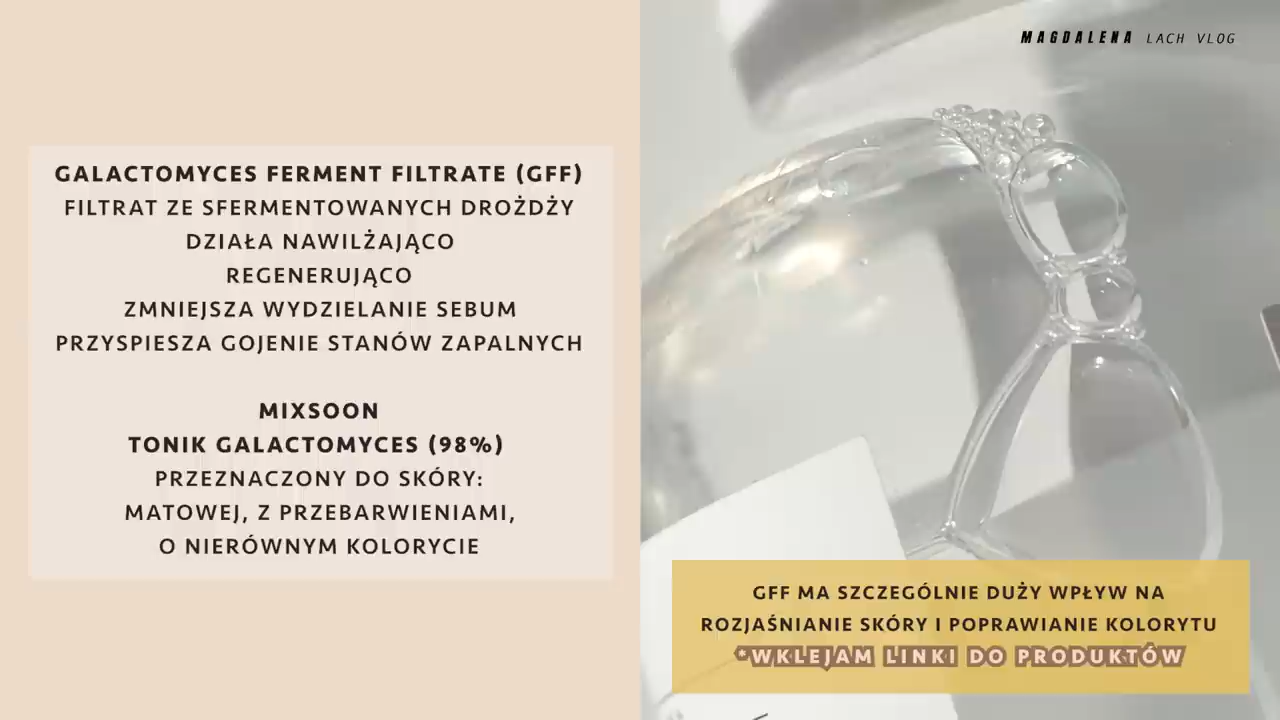 GALACTOMYCES FERMENT FILTRATE (GFF)
FILTRAT ZE SFERMENTOWANYCH DROŻDŻY
DZIAŁA NAWILŻAJĄCO
REGENERUJĄCO
ZMNIEJSZA WYDZIELANIE SEBUM
PRZYSPIESZA GOJENIE STANÓW ZAPALNYCH
MIXSOON
TONIK GALACTOMYCES (98%)
PRZEZNACZONY DO SKÓRY:
MATOWEJ, Z PRZEBARWIENIAMI,
O NIERÓWNYM KOLORYCIE
MAGDALENA LACH VLOG
GFF MA SZCZEGÓLNIE DUŻY WPŁYW NA
ROZJAŚNIANIE SKÓRY I POPRAWIANIE KOLORYTU
*WKLEJAM LINKI DO PRODUKTÓW